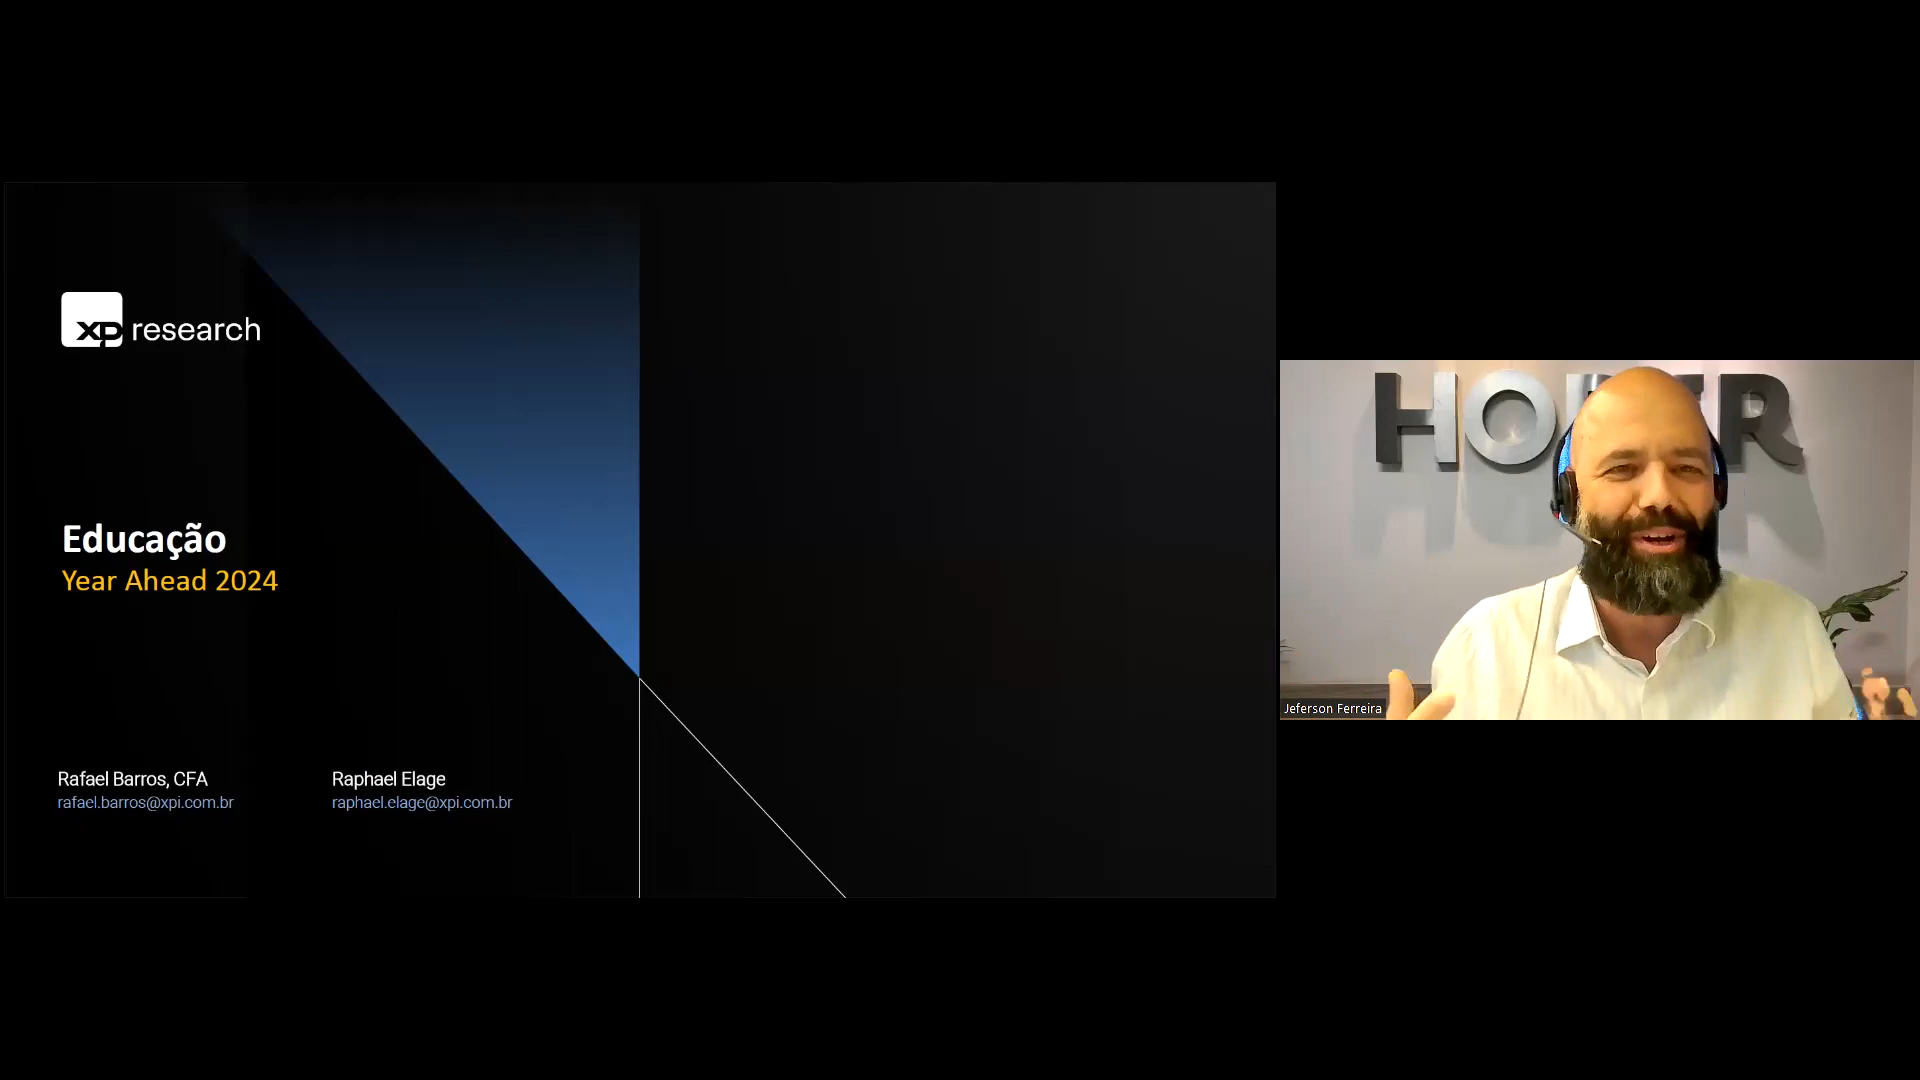 xp research
Educação
Year Ahead 2024
Rafael Barros, CFA
rafael.barros@xpi.com.br
Raphael Elage
raphael.elage@xpi.com.br
HO R
Jeferson Ferreira